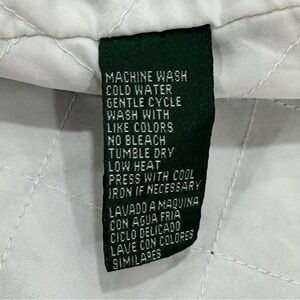 MACHINE WASH
COLD WATER
GENTLE CYCLE
WASH WITH
LIKE COLORS
NO BLEACH
TUMBLE DRY
LOW HEAT
PRESS WITH COOL
IRON IF NECESSARY
LAVADO A MAQUINA
CON AGUA FRIA
CICLO DELICADO
LAVE CON COLORES
SIMILARES